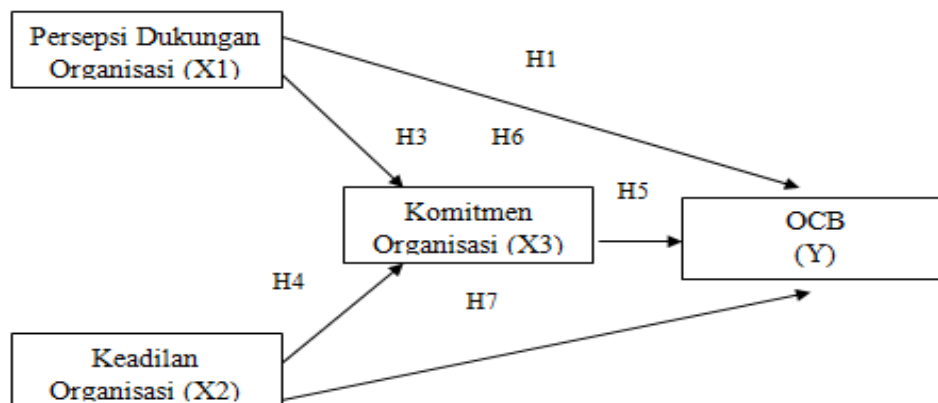 Persepsi Dukungan
Organisasi (X1)
H1
H3
H6
Komitmen
Organisasi (X3)
H5
OCB
(Y)
H4
H7
Keadilan
Organisasi (X2)